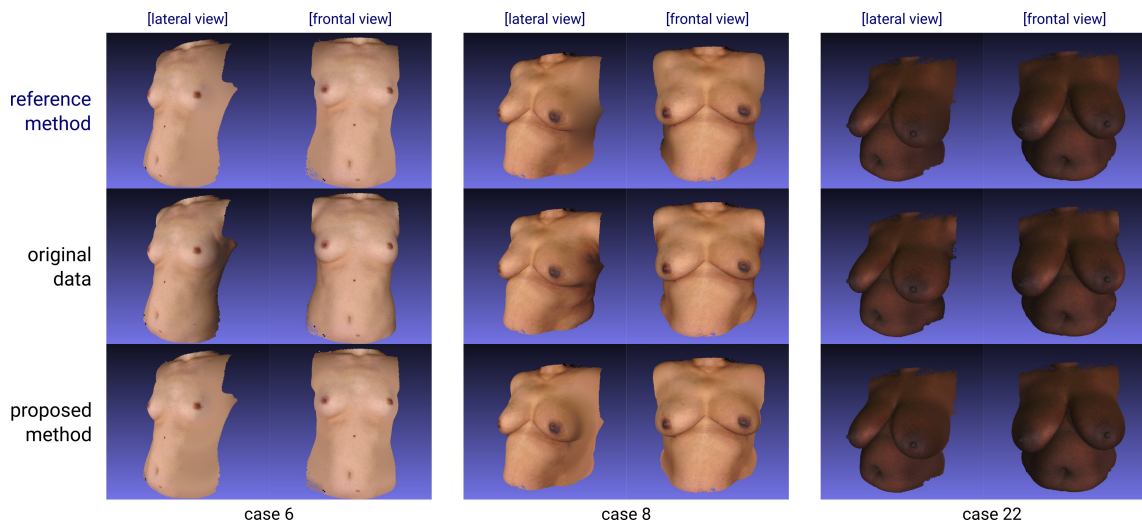 [lateral view] [frontal view] [lateral view] [frontal view] [lateral view] [frontal view]
reference
method
original
data
proposed
method
case 6 case 8 case 22